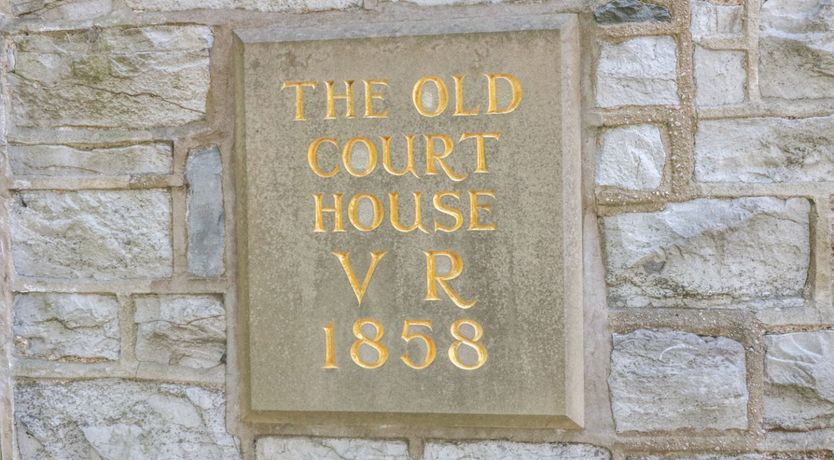 THE OLD
COURT
HOUSE
V R
1858